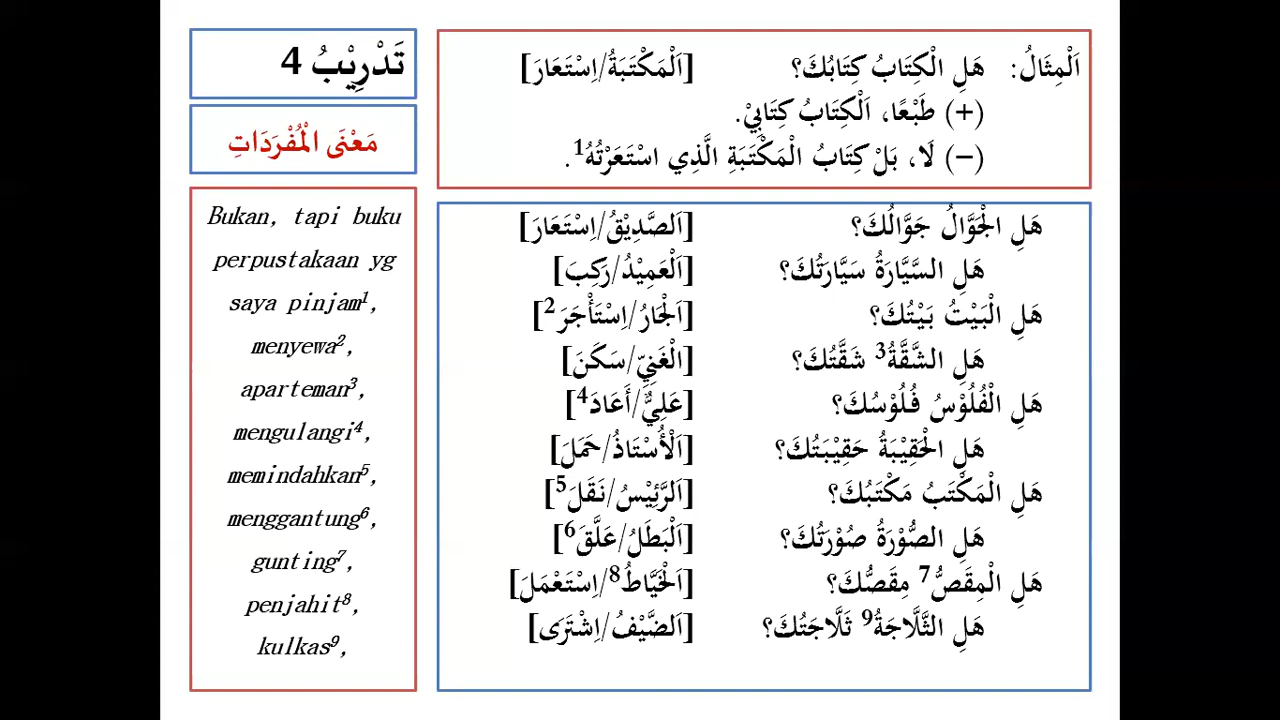 تَدْرِيْبُ 4
مَعْنَى الْمُفْرَدَاتِ
Bukan, tapi buku
perpustakaan yg
saya pinjam¹,
menyewa²,
aparteman³,
mengulangi⁴,
memindahkan⁵,
menggantung⁶,
gunting⁷,
penjahit⁸,
kulkas⁹,
اَلْمِثَالُ: هَلِ الْكِتَابُ كِتَابُكَ؟ [اَلْمَكْتَبَةُ/اِسْتَعَارَ]
(+) طَبْعًا، اَلْكِتَابُ كِتَابِيْ.
(–) لَا، بَلْ كِتَابُ الْمَكْتَبَةِ الَّذِي اسْتَعَرْتُهُ¹.
هَلِ الْجَوَّالُ جَوَّالُكَ؟ [اَلصَّدِيْقُ/اِسْتَعَارَ]
هَلِ السَّيَّارَةُ سَيَّارَتُكَ؟ [اَلْعَمِيْدُ/رَكِبَ]
هَلِ الْبَيْتُ بَيْتُكَ؟ [اَلْجَارُ/اِسْتَأْجَرَ²]
هَلِ الشَّقَّةُ³ شَقَّتُكَ؟ [الْغَنِيِّ/سَكَنَ]
هَلِ الْفُلُوْسُ فُلُوْسُكَ؟ [عَلِيٌّ/أَعَادَ⁴]
هَلِ الْحَقِيْبَةُ حَقِيْبَتُكَ؟ [اَلْأُسْتَاذُ/حَمَلَ]
هَلِ الْمَكْتَبُ مَكْتَبُكَ؟ [اَلرَّئِيْسُ/نَقَلَ⁵]
هَلِ الصُّوْرَةُ صُوْرَتُكَ؟ [اَلْبَطَلُ/عَلَّقَ⁶]
هَلِ الْمِقَصُّ⁷ مِقَصُّكَ؟ [اَلْخَيَّاطُ⁸/اِسْتَعْمَلَ]
هَلِ الثَّلَّاجَةُ⁹ ثَلَّاجَتُكَ؟ [اَلضَّيْفُ/اِشْتَرَى]